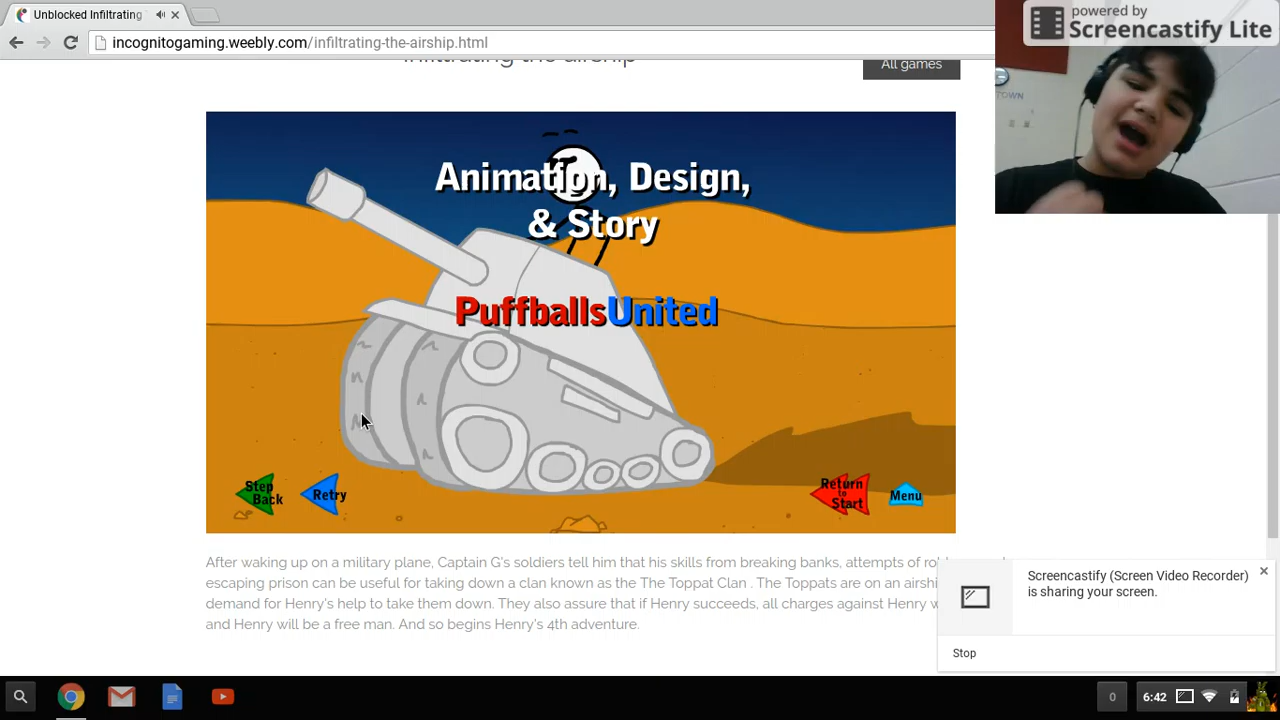 Unblocked Infiltrating
incognitogaming.weebly.com/infiltrating-the-airship.html
powered by
Screencastify Lite
Infiltrating the airship
All games
TOWN
Animation, Design,
& Story
PuffballsUnited
Step
Back
Retry
Return
to
Start
Menu
After waking up on a military plane, Captain G's soldiers tell him that his skills from breaking banks, attempts of
escaping prison can be useful for taking down a clan known as the The Toppat Clan . The Toppats are on an airship
demand for Henry's help to take them down. They also assure that if Henry succeeds, all charges against Henry
and Henry will be a free man. And so begins Henry's 4th adventure.
Screencastify (Screen Video Recorder)
is sharing your screen.
Stop
0
6:42